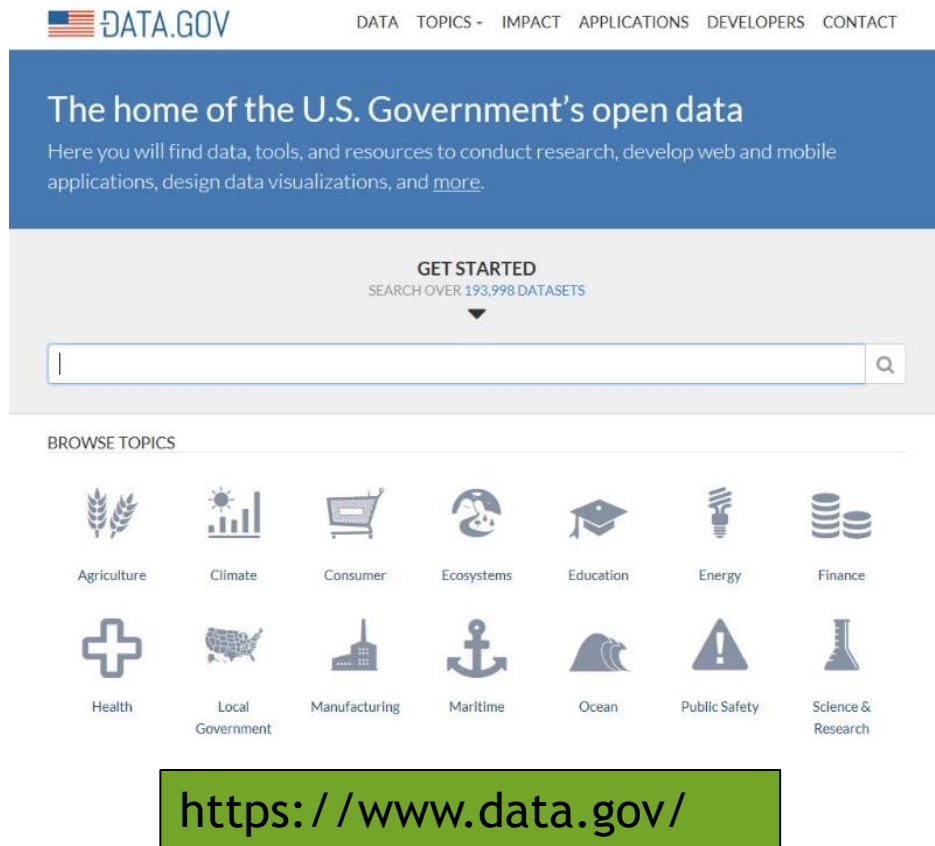 DATA.GOV
DATA TOPICS IMPACT APPLICATIONS DEVELOPERS CONTACT
The home of the U.S. Government's open data
Here you will find data, tools, and resources to conduct research, develop web and mobile
applications, design data visualizations, and more.
GET STARTED
SEARCH OVER 193,998 DATASETS
BROWSE TOPICS
Agriculture Climate Consumer Ecosystems Education Energy Finance
Health Local Government Manufacturing Maritime Ocean Public Safety Science & Research
https://www.data.gov/